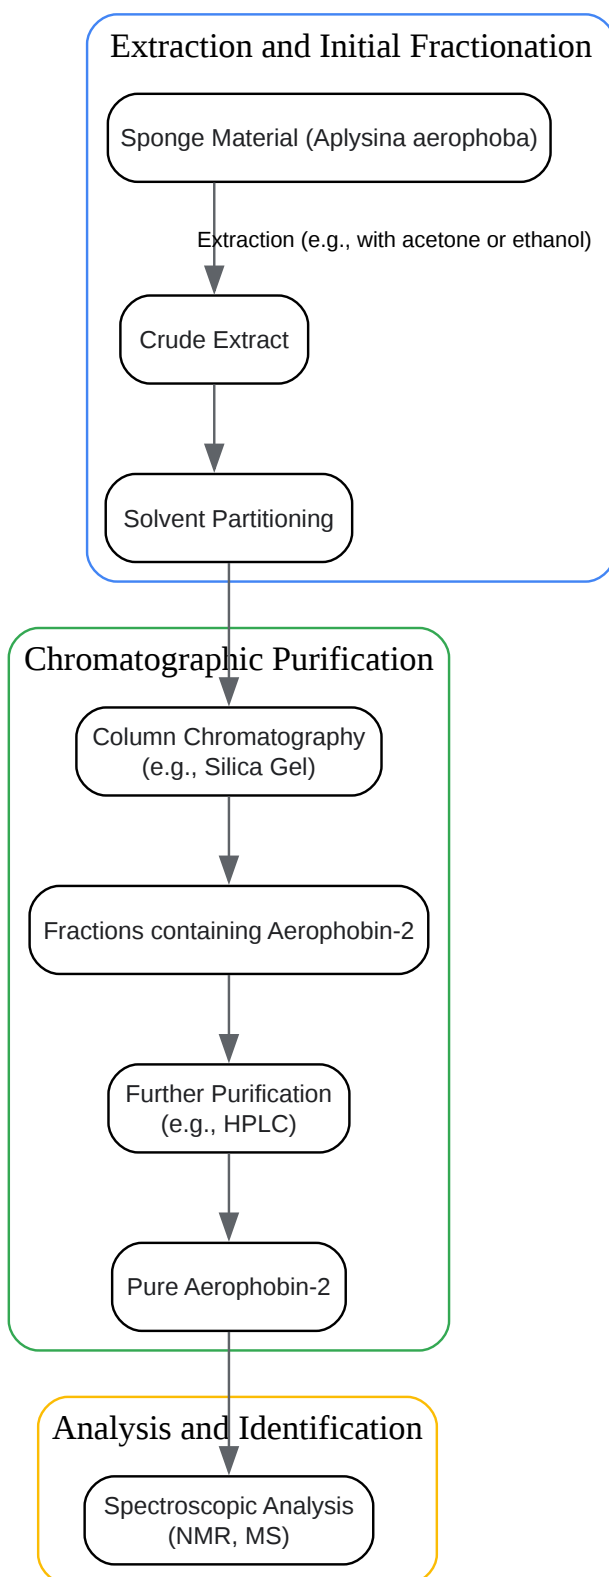 Extraction and Initial Fractionation
Sponge Material (Aplysina aerophoba)
Extraction (e.g., with acetone or ethanol)
Crude Extract
Solvent Partitioning
Chromatographic Purification
Column Chromatography
(e.g., Silica Gel)
Fractions containing Aerophobin-2
Further Purification
(e.g., HPLC)
Pure Aerophobin-2
Analysis and Identification
Spectroscopic Analysis
(NMR, MS)